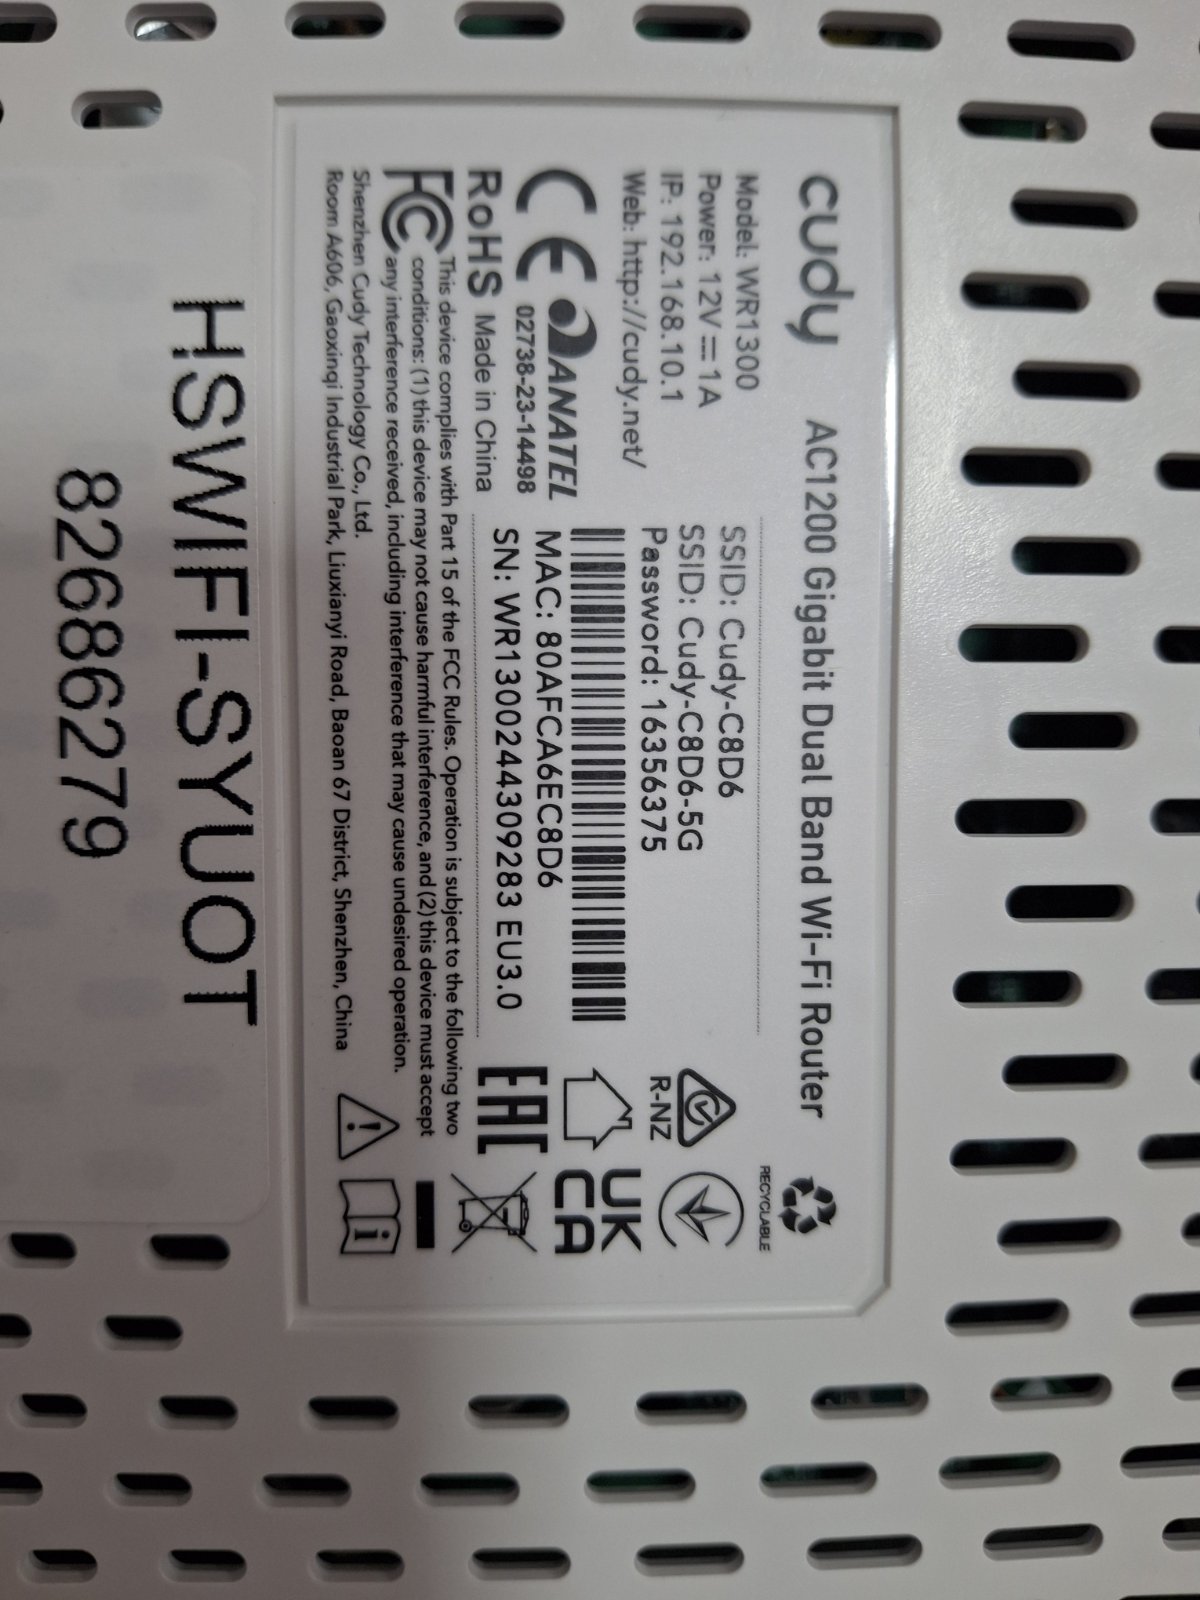 cudy AC1200 Gigabit Dual Band Wi-Fi Router
Model: WR1300
Power: 12V⎓1A
IP: 192.168.10.1
Web: http://cudy.net/
SSID: Cudy-C8D6
SSID: Cudy-C8D6-5G
Password: 16356375
CE ANATEL
02738-23-14498
RoHS Made in China
MAC: 80AFCA6EC8D6
SN: WR1300244309283 EU3.0
RECYCLABLE
R-NZ
UK
CA
EAC
FC This device complies with Part 15 of the FCC Rules. Operation is subject to the following two
conditions: (1) this device may not cause harmful interference, and (2) this device must accept
any interference received, including interference that may cause undesired operation.
Shenzhen Cudy Technology Co., Ltd.
Room A606, Gaoxinqi Industrial Park, Liuxianyi Road, Baoan 67 District, Shenzhen, China
HSWIFI-SYUOT
82686279